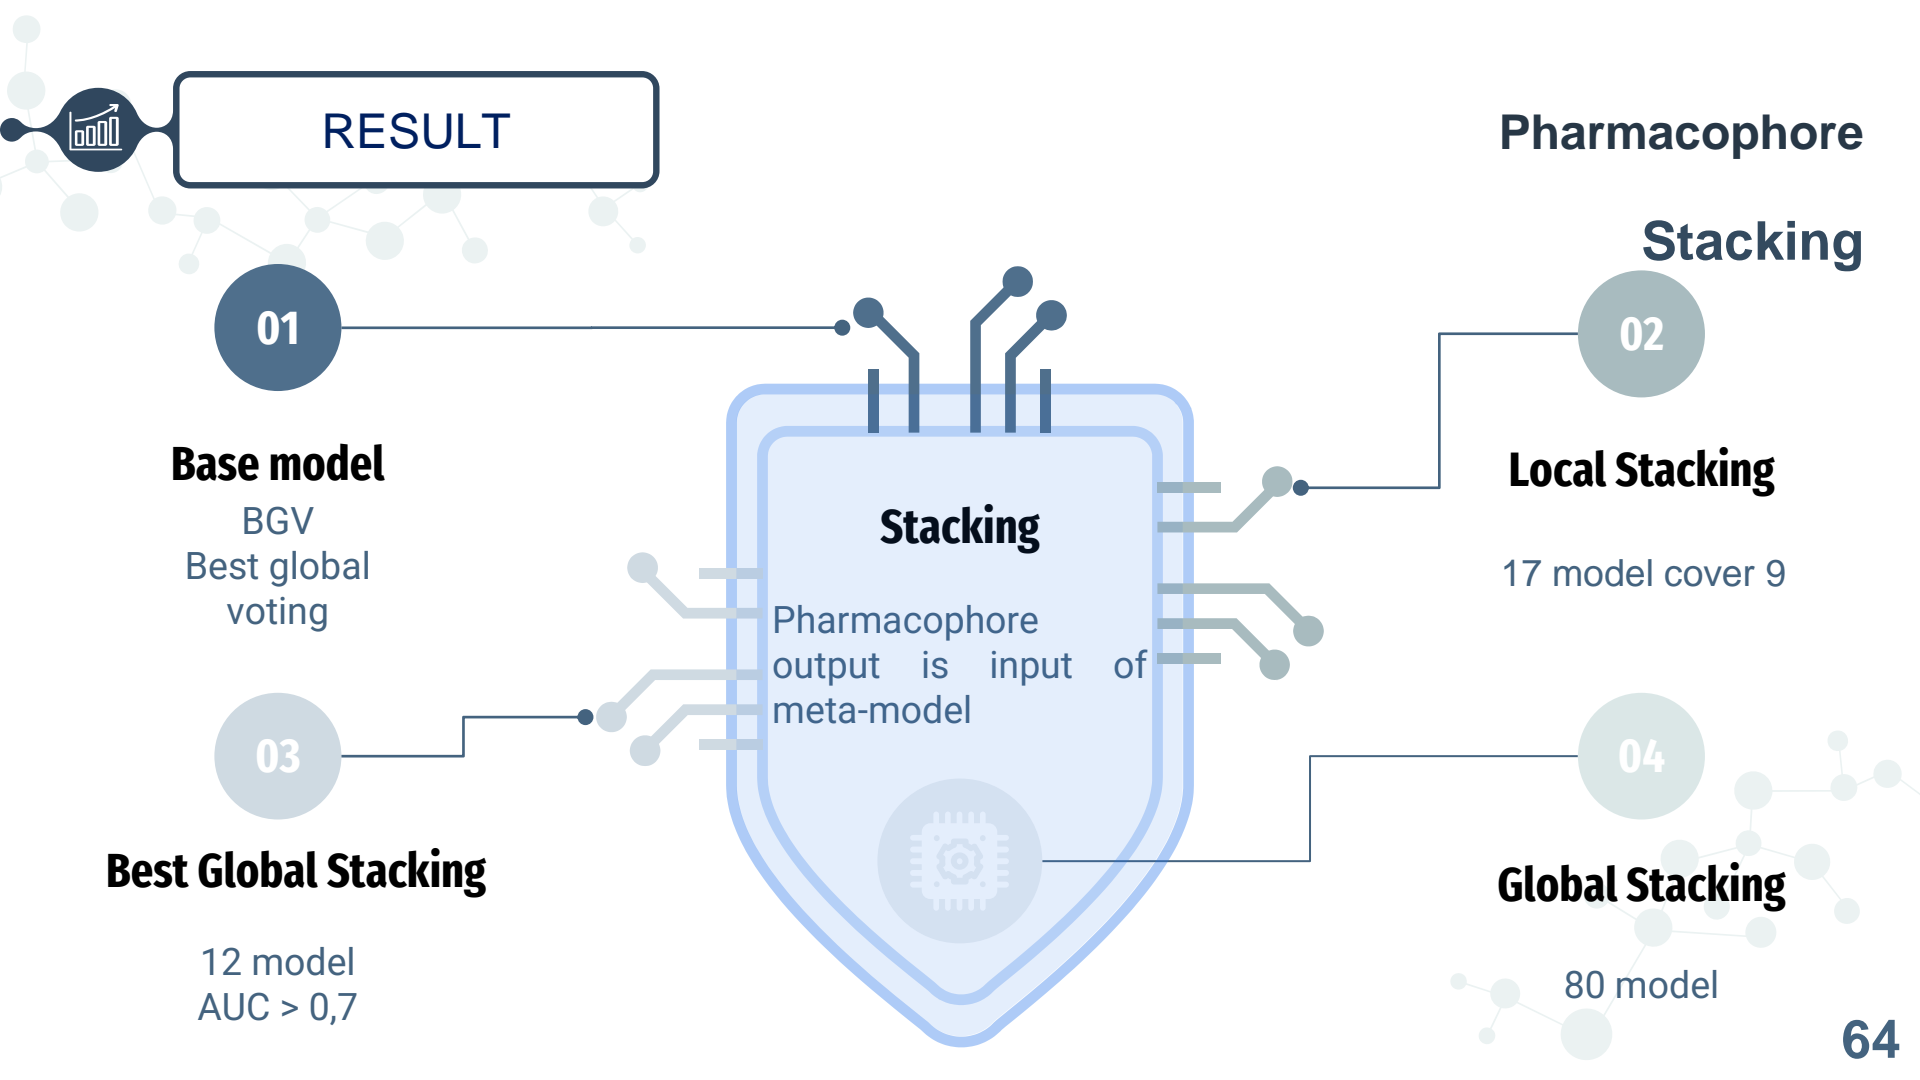 RESULT
Pharmacophore
Stacking
01
Base model
BGV
Best global
voting
02
Local Stacking
17 model cover 9
Stacking
Pharmacophore
output is input of
meta-model
03
Best Global Stacking
12 model
AUC > 0,7
04
Global Stacking
80 model
64